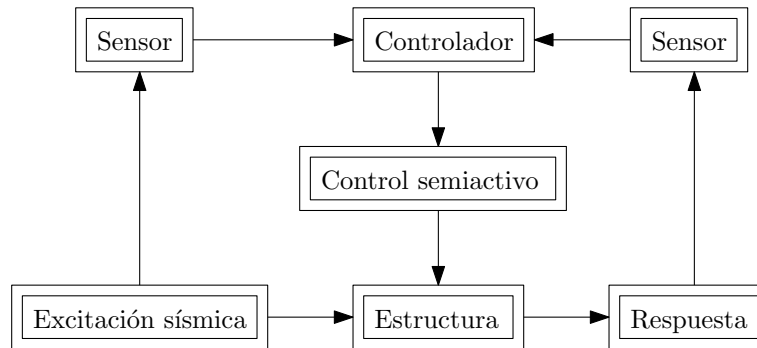 Sensor
Controlador
Sensor
Control semiactivo
Excitación sísmica
Estructura
Respuesta